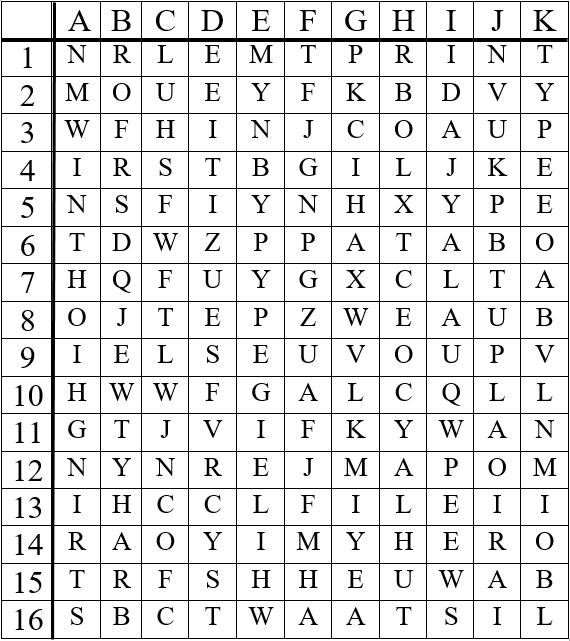 A B C D E F G H I J K
1 N R L E M T P R I N T
2 M O U E Y F K B D V Y
3 W F H I N J C O A U P
4 I R S T B G I L J K E
5 N S F I Y N H X Y P E
6 T D W Z P P A T A B O
7 H Q F U Y G X C L T A
8 O J T E P Z W E A U B
9 I E L S E U V O U P V
10 H W W F G A L C Q L L
11 G T J V I F K Y W A N
12 N Y N R E J M A P O M
13 I H C C L F I L E I I
14 R A O Y I M Y H E R O
15 T R F S H H E U W A B
16 S B C T W A A T S I L